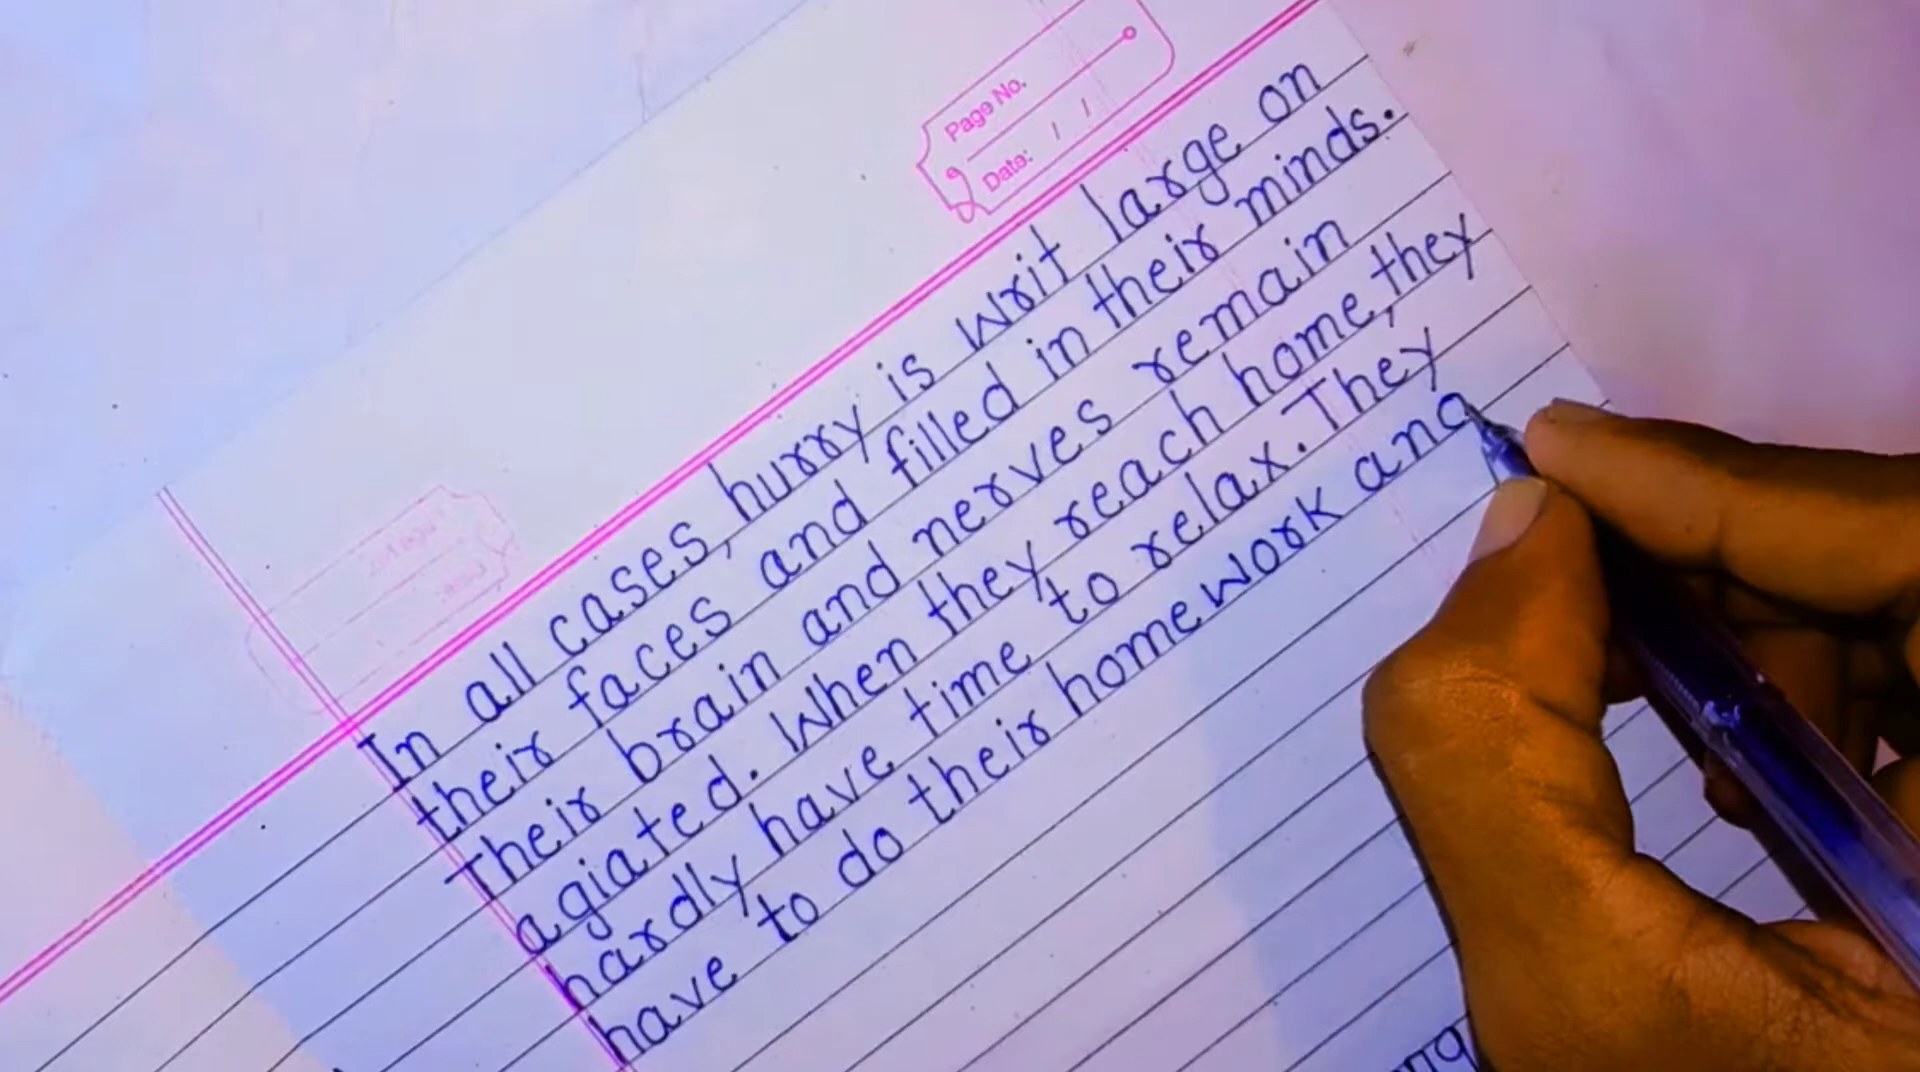 Page No.
Date: / /
In all cases, hurry is writ large on
their faces and filled in their minds.
Their brain and nerves remain
agiated. When they reach home, they
hardly have time to relax. They
have to do their homework and